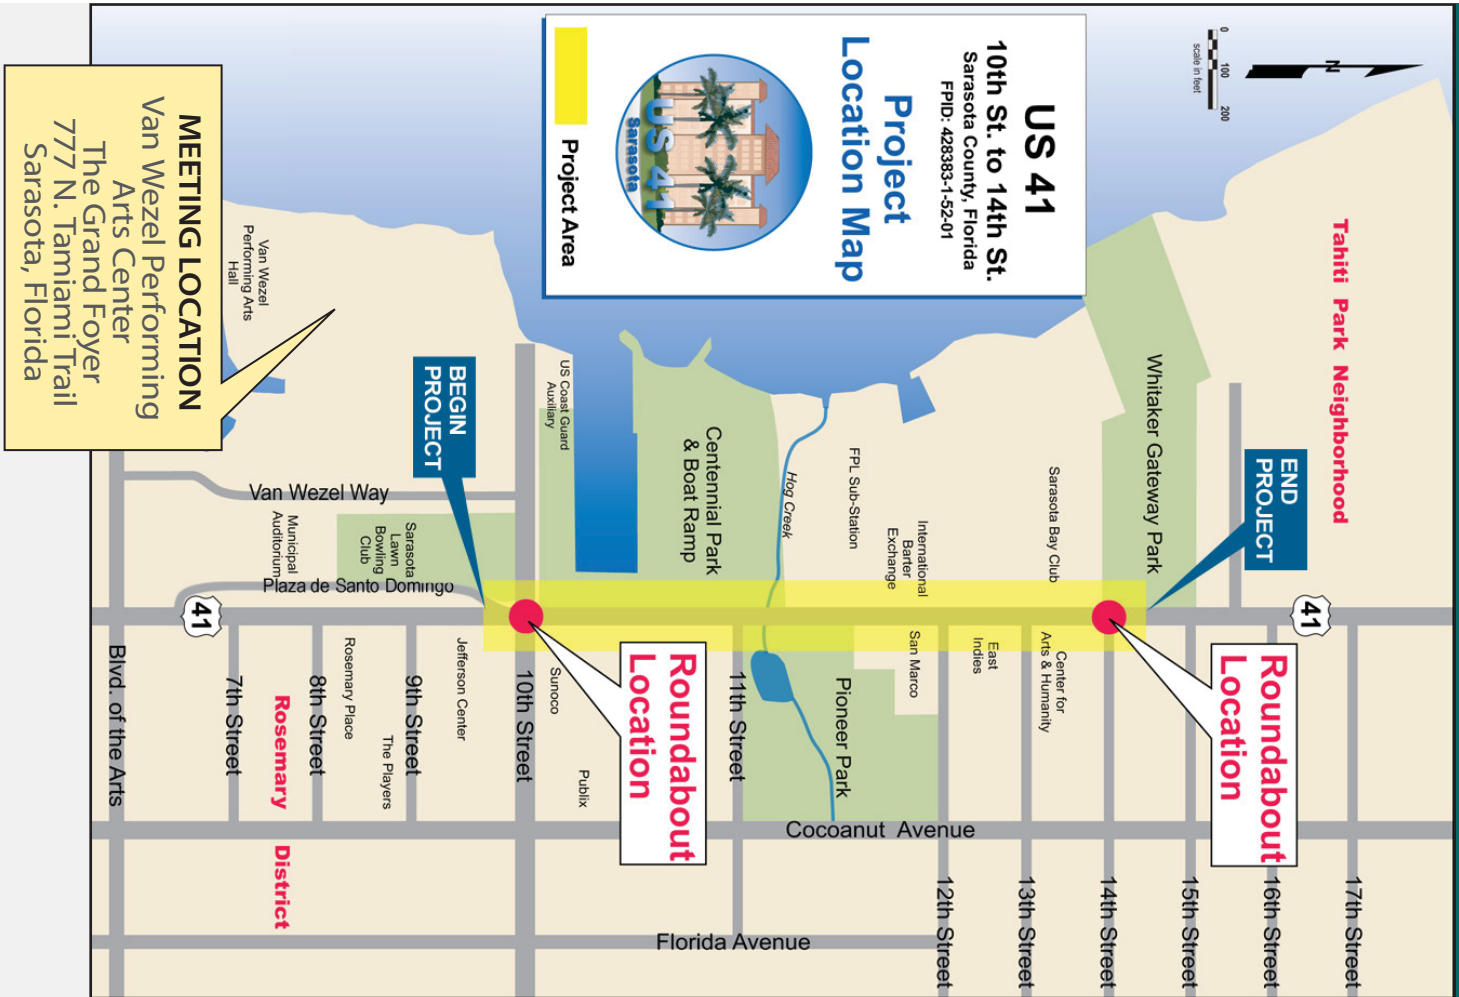 US 41
10th St. to 14th St.
Sarasota County, Florida
FPID: 428383-1-52-01
Project
Location Map
US 41
Sarasota
Project Area
N
0 100 200
scale in feet
MEETING LOCATION
Van Wezel Performing
Arts Center
The Grand Foyer
777 N. Tamiami Trail
Sarasota, Florida
Van Wezel
Performing Arts
Hall
BEGIN
PROJECT
END
PROJECT
Tahiti Park Neighborhood
Whitaker Gateway Park
Sarasota Bay Club
International
Barter
Exchange
FPL Sub-Station
Hog Creek
Centennial Park
& Boat Ramp
US Coast Guard
Auxiliary
Van Wezel Way
Municipal
Auditorium
Sarasota
Lawn
Bowling
Club
Plaza de Santo Domingo
41
41
Roundabout
Location
Roundabout
Location
Center for
Arts & Humanity
East
Indies
San Marco
Pioneer Park
Sunoco
Publix
Jefferson Center
The Players
Rosemary Place
Rosemary District
Blvd. of the Arts
7th Street
8th Street
9th Street
10th Street
11th Street
12th Street
13th Street
14th Street
15th Street
16th Street
17th Street
Cocoanut Avenue
Florida Avenue